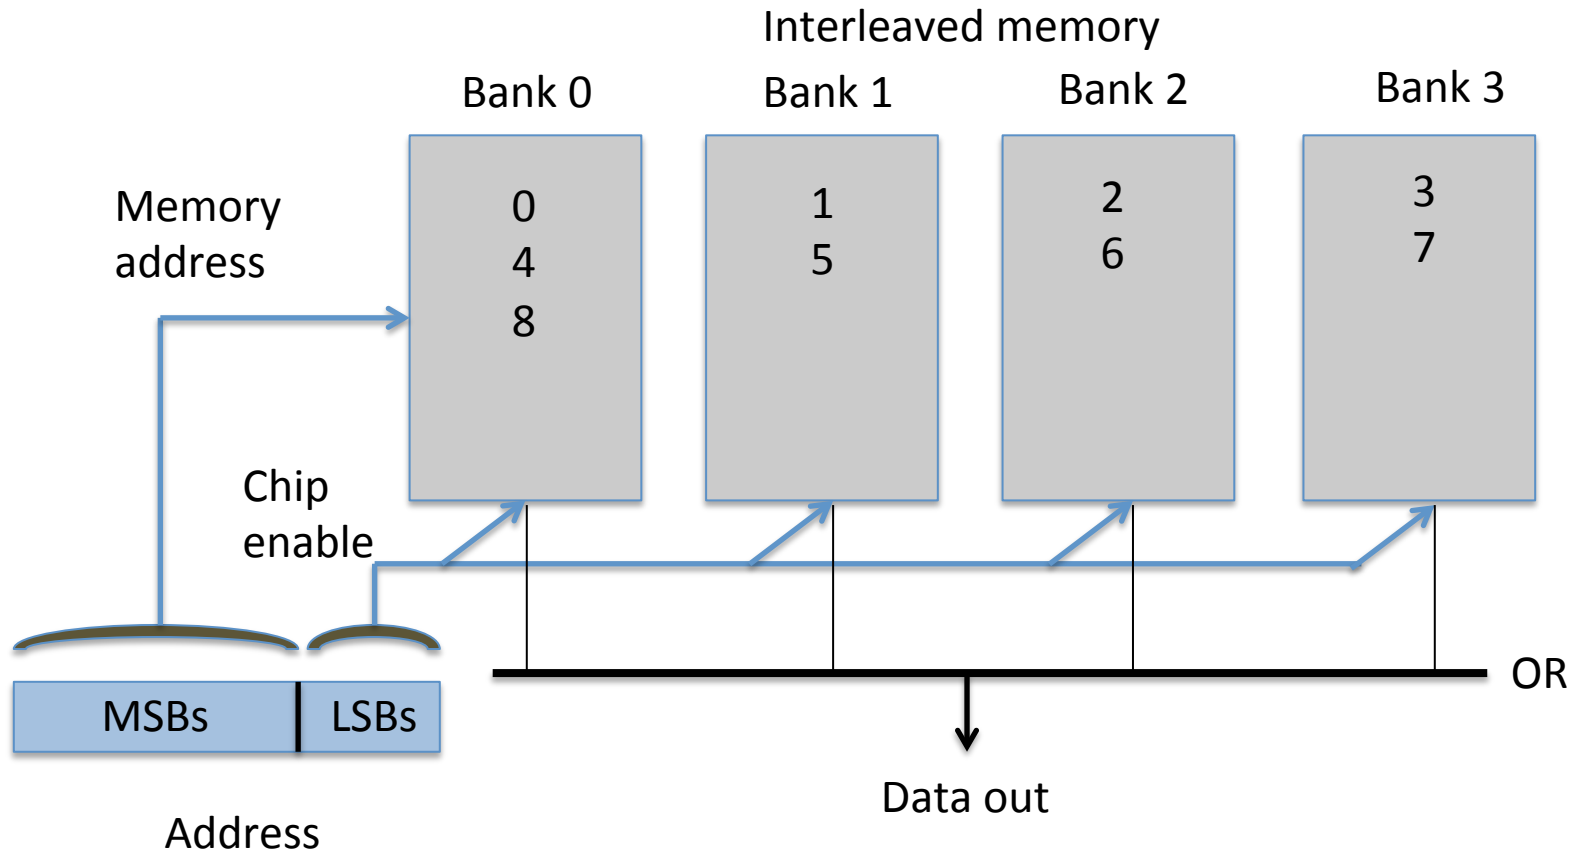 Interleaved memory
Bank 0
Bank 1
Bank 2
Bank 3
0
4
8
1
5
2
6
3
7
Memory
address
Chip
enable
MSBs
LSBs
Address
OR
Data out